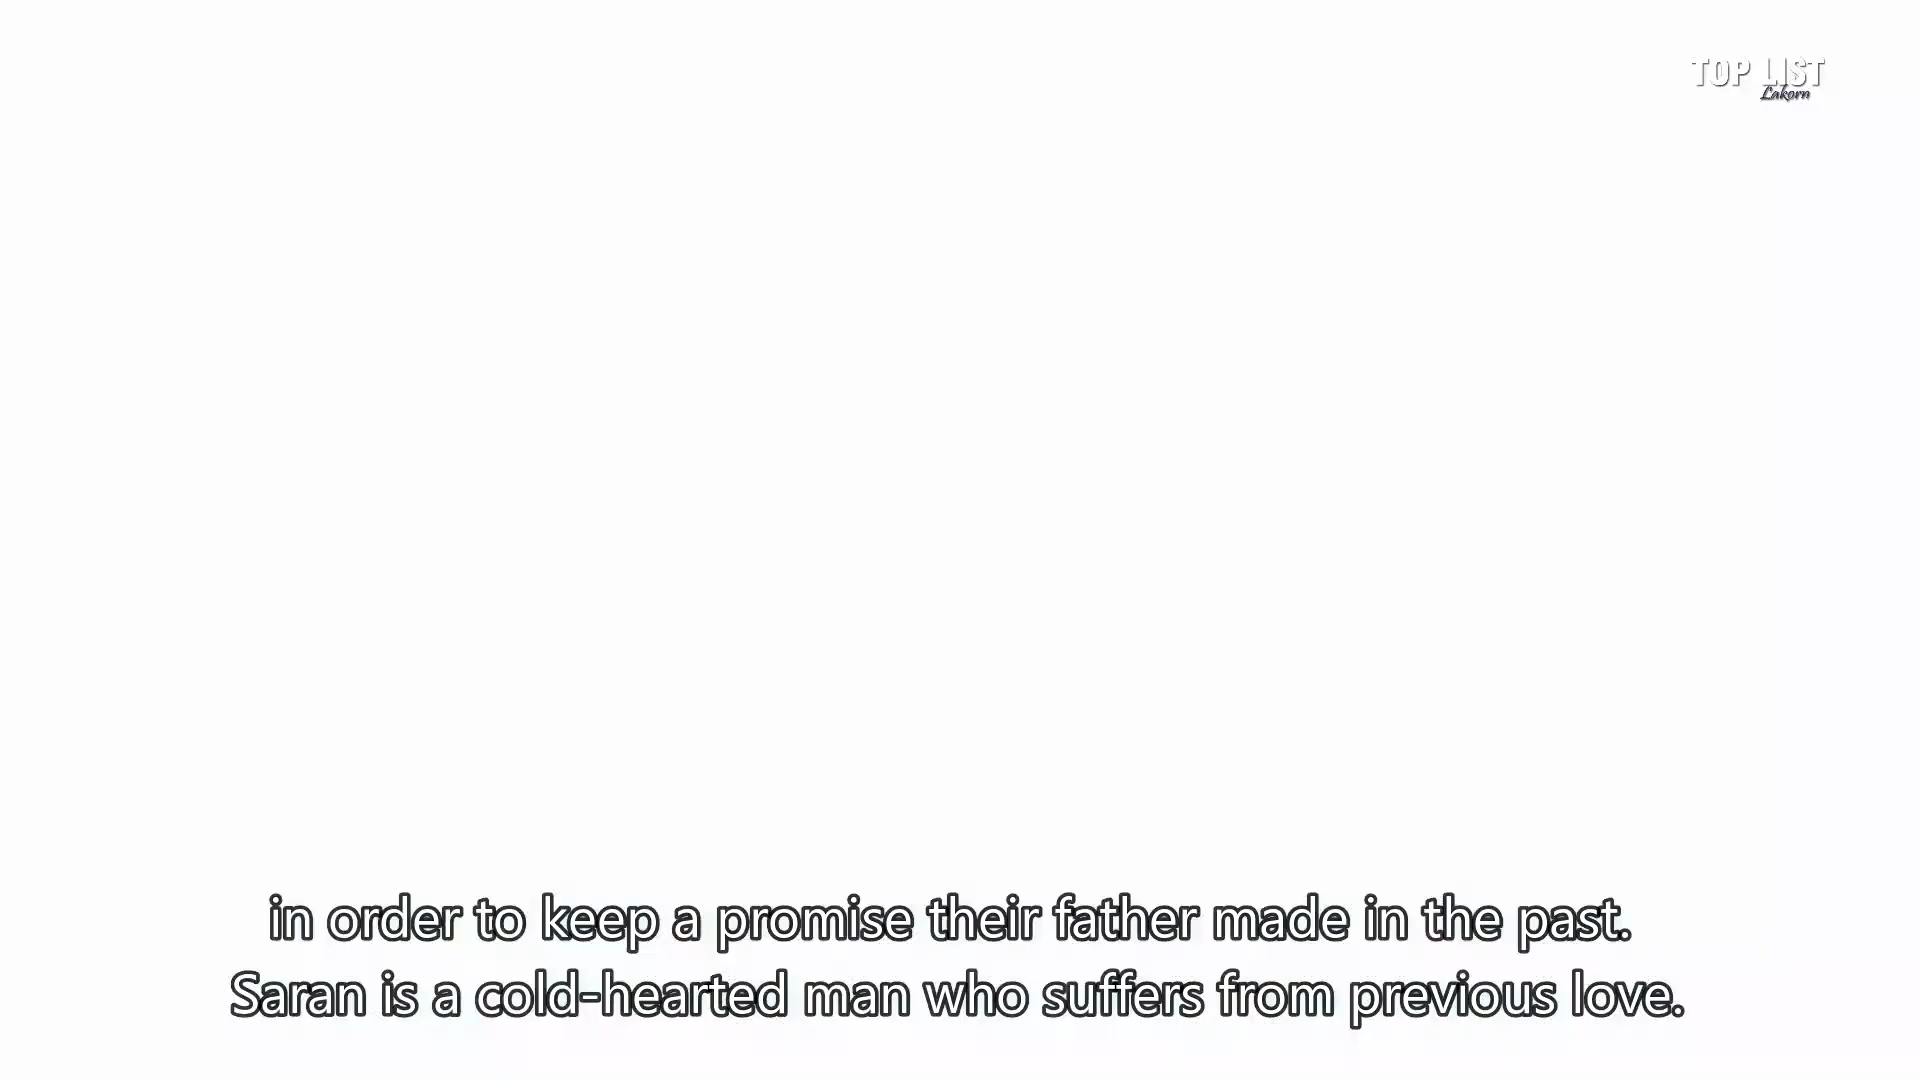 TOP LIST
Lakorn
in order to keep a promise their father made in the past.
Saran is a cold-hearted man who suffers from previous love.